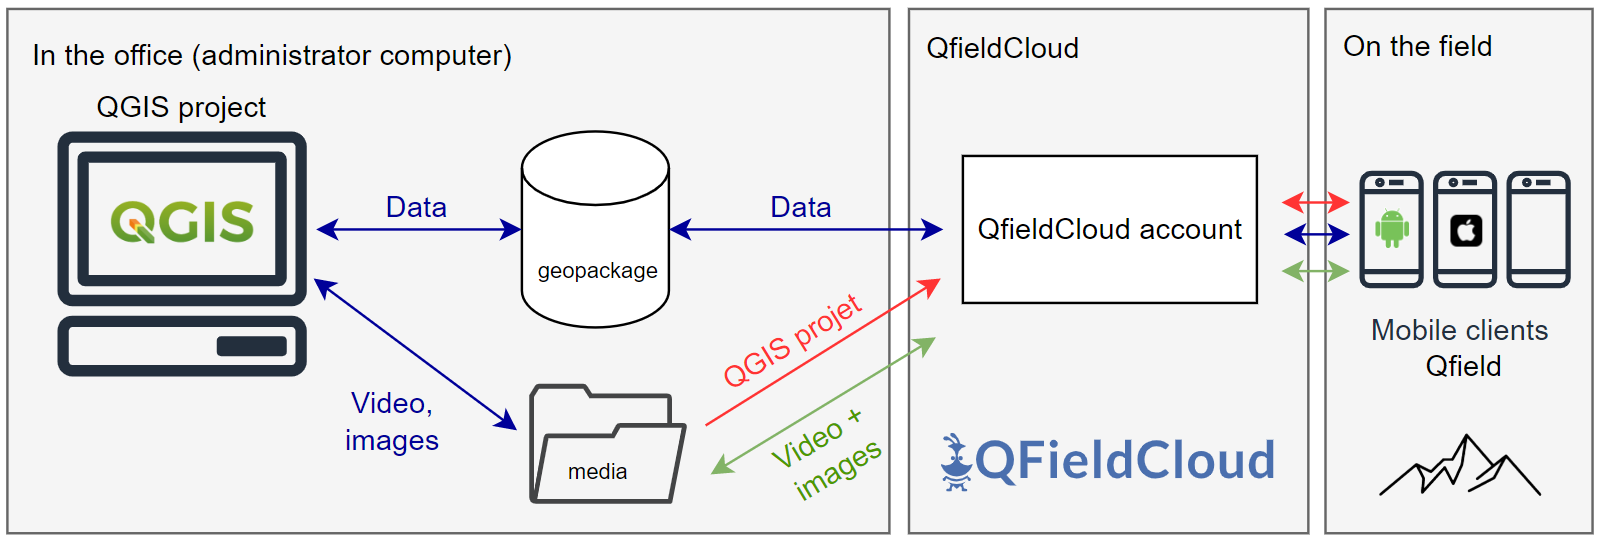 In the office (administrator computer)
QGIS project
QGIS
Data
geopackage
Data
Video,
images
media
QGIS projet
Video +
images
QfieldCloud
QfieldCloud account
QFieldCloud
On the field
Mobile clients
Qfield